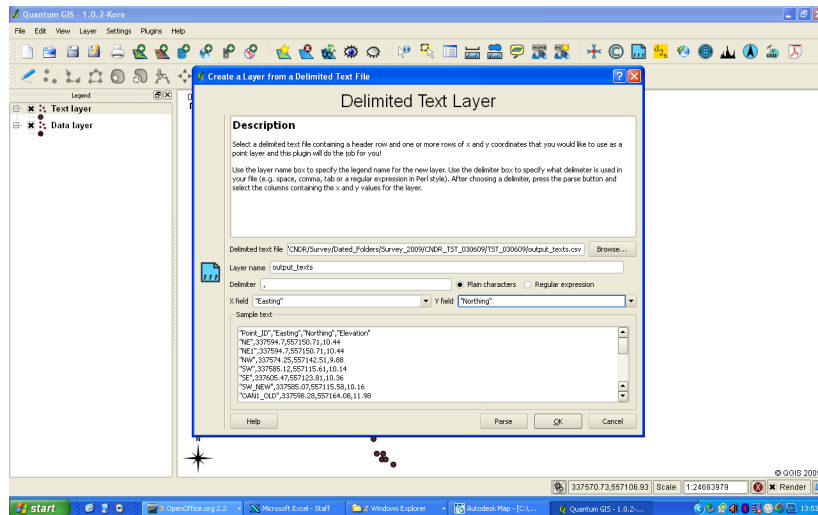 Quantum GIS - 1.0.2-Kore
File Edit View Layer Settings Plugins Help
Legend
Text layer
Data layer
Create a Layer from a Delimited Text File
Delimited Text Layer
Description
Select a delimited text file containing a header row and one or more rows of x and y coordinates that you would like to use as a
point layer and this plugin will do the job for you!
Use the layer name box to specify the legend name for the new layer. Use the delimiter box to specify what delimeter is used in
your file (e.g. space, comma, tab or a regular expression in Perl style). After choosing a delimiter, press the parse button and
select the columns containing the x and y values for the layer.
Delimited text file 'CNDR/Survey/Dated_Folders/Survey_2009/CNDR_TST_030609/TST_030609/output_texts.csv Browse...
Layer name output_texts
Delimiter , Plain characters Regular expression
X field "Easting" Y field "Northing"
Sample text
"Point_ID","Easting","Northing","Elevation"
"NE",337594.7,557150.71,10.44
"NE1",337594.7,557150.71,10.44
"NW",337574.25,557142.51,9.88
"SW",337585.12,557115.61,10.14
"SE",337605.47,557123.81,10.36
"SW_NEW",337585.07,557115.58,10.16
"OAN1_OLD",337598.28,557164.08,11.98
Help Parse OK Cancel
N
© QGIS 2009
337570.73,557106.93 Scale 1:24683979 Render
start 3 OpenOffice.org 2.2 Microsoft Excel - Staff 2 Windows Explorer Autodesk Map - [C:\... Quantum GIS - 1.0.2-... 13:53